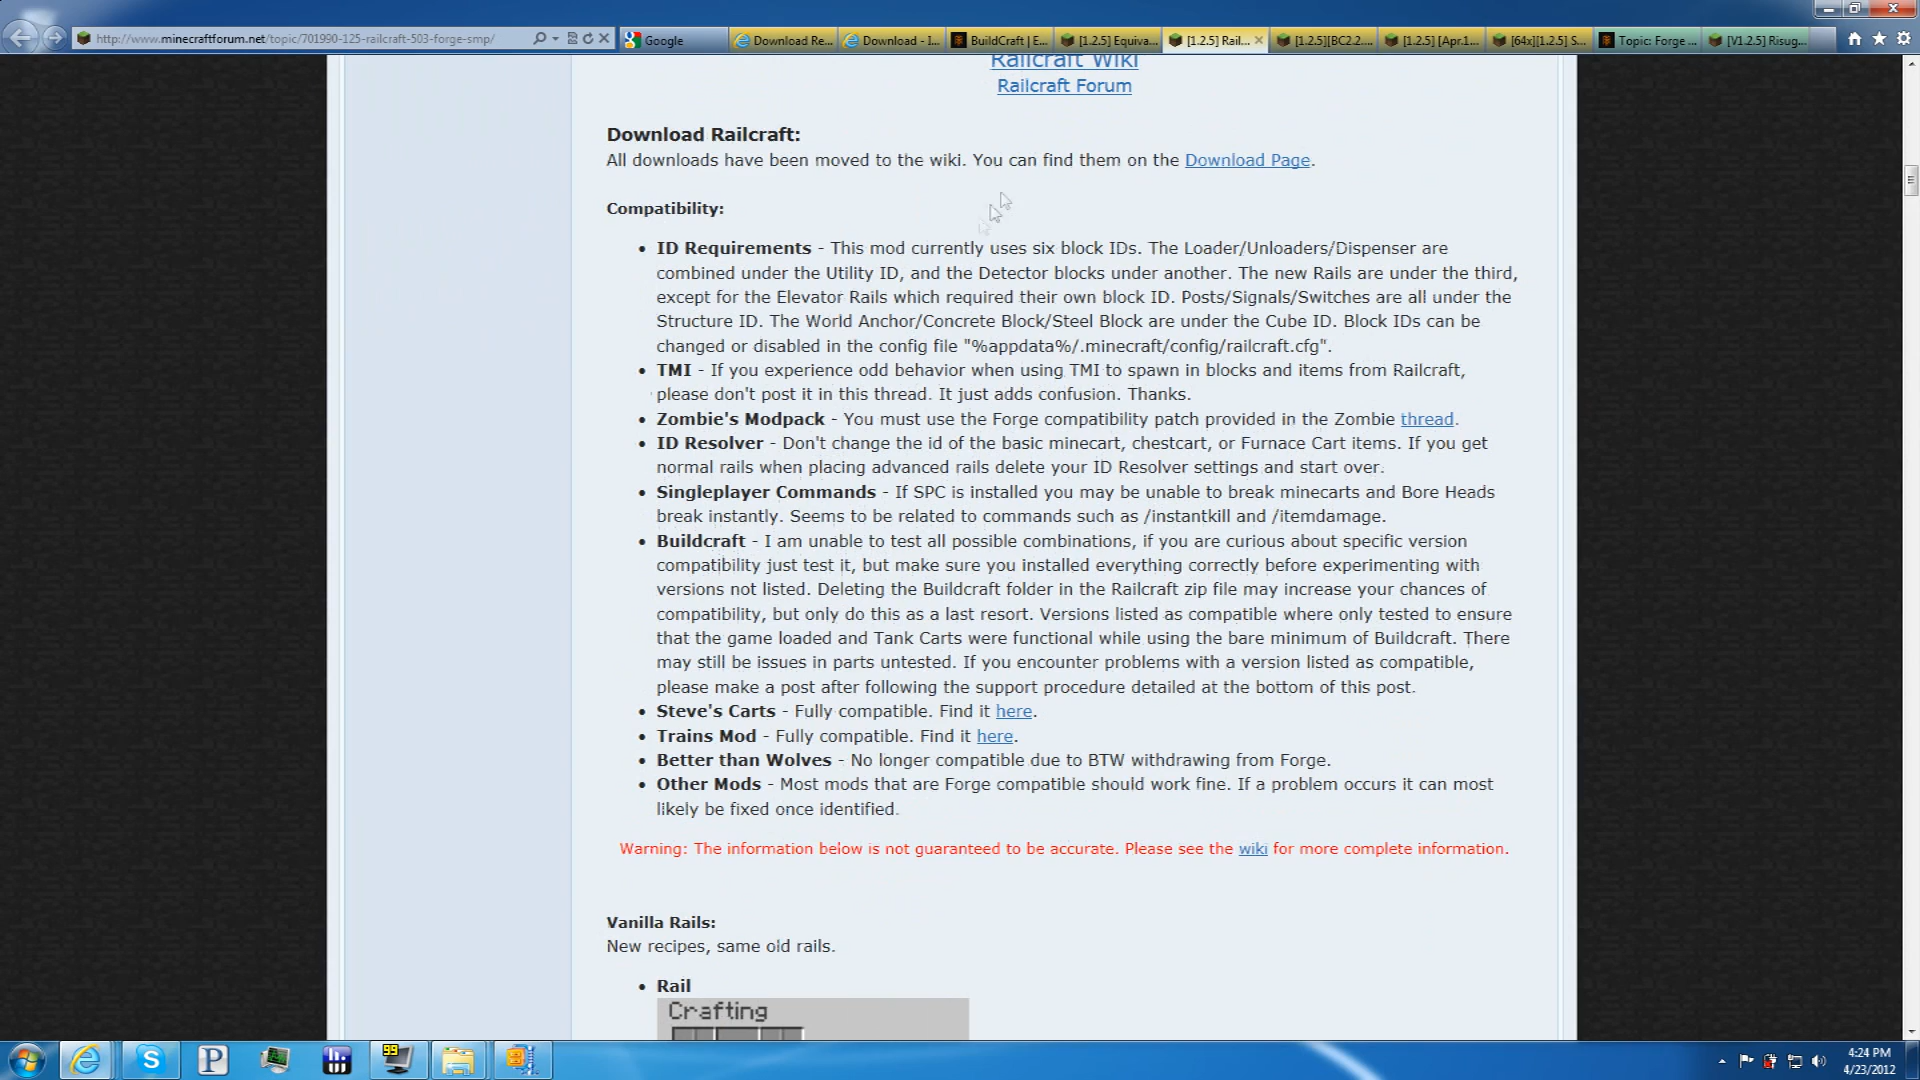 http://www.minecraftforum.net/topic/701990-125-railcraft-503-forge-smp/
Google
Download Re...
Download - I...
BuildCraft | E...
[1.2.5] Equiva...
[1.2.5] Rail...
[1.2.5][BC2.2....
[1.2.5] [Apr.1...
[64x][1.2.5] S...
Topic: Forge ...
[V1.2.5] Risug...
Railcraft Wiki
Railcraft Forum
Download Railcraft:
All downloads have been moved to the wiki. You can find them on the Download Page.
Compatibility:
• ID Requirements - This mod currently uses six block IDs. The Loader/Unloaders/Dispenser are
combined under the Utility ID, and the Detector blocks under another. The new Rails are under the third,
except for the Elevator Rails which required their own block ID. Posts/Signals/Switches are all under the
Structure ID. The World Anchor/Concrete Block/Steel Block are under the Cube ID. Block IDs can be
changed or disabled in the config file "%appdata%/.minecraft/config/railcraft.cfg".
• TMI - If you experience odd behavior when using TMI to spawn in blocks and items from Railcraft,
please don't post it in this thread. It just adds confusion. Thanks.
• Zombie's Modpack - You must use the Forge compatibility patch provided in the Zombie thread.
• ID Resolver - Don't change the id of the basic minecart, chestcart, or Furnace Cart items. If you get
normal rails when placing advanced rails delete your ID Resolver settings and start over.
• Singleplayer Commands - If SPC is installed you may be unable to break minecarts and Bore Heads
break instantly. Seems to be related to commands such as /instantkill and /itemdamage.
• Buildcraft - I am unable to test all possible combinations, if you are curious about specific version
compatibility just test it, but make sure you installed everything correctly before experimenting with
versions not listed. Deleting the Buildcraft folder in the Railcraft zip file may increase your chances of
compatibility, but only do this as a last resort. Versions listed as compatible where only tested to ensure
that the game loaded and Tank Carts were functional while using the bare minimum of Buildcraft. There
may still be issues in parts untested. If you encounter problems with a version listed as compatible,
please make a post after following the support procedure detailed at the bottom of this post.
• Steve's Carts - Fully compatible. Find it here.
• Trains Mod - Fully compatible. Find it here.
• Better than Wolves - No longer compatible due to BTW withdrawing from Forge.
• Other Mods - Most mods that are Forge compatible should work fine. If a problem occurs it can most
likely be fixed once identified.
Warning: The information below is not guaranteed to be accurate. Please see the wiki for more complete information.
Vanilla Rails:
New recipes, same old rails.
• Rail
Crafting
99
4:24 PM
4/23/2012